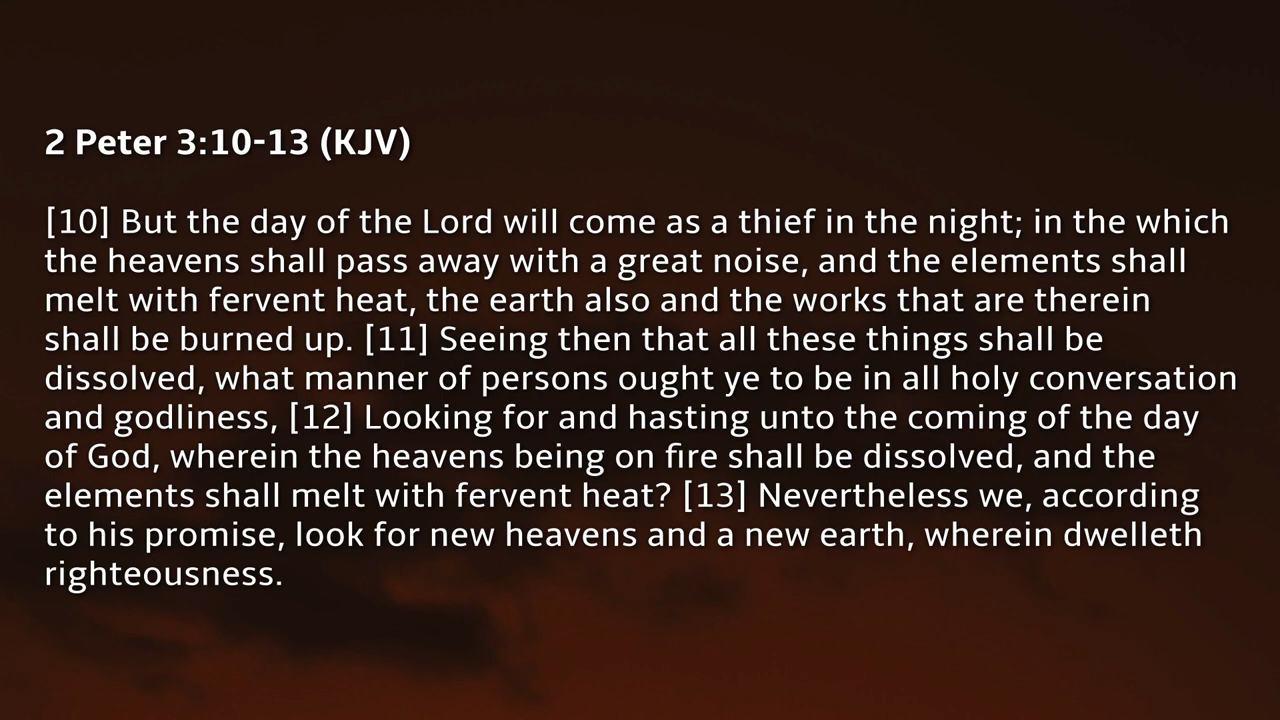 2 Peter 3:10-13 (KJV)
[10] But the day of the Lord will come as a thief in the night; in the which
the heavens shall pass away with a great noise, and the elements shall
melt with fervent heat, the earth also and the works that are therein
shall be burned up. [11] Seeing then that all these things shall be
dissolved, what manner of persons ought ye to be in all holy conversation
and godliness, [12] Looking for and hasting unto the coming of the day
of God, wherein the heavens being on fire shall be dissolved, and the
elements shall melt with fervent heat? [13] Nevertheless we, according
to his promise, look for new heavens and a new earth, wherein dwelleth
righteousness.